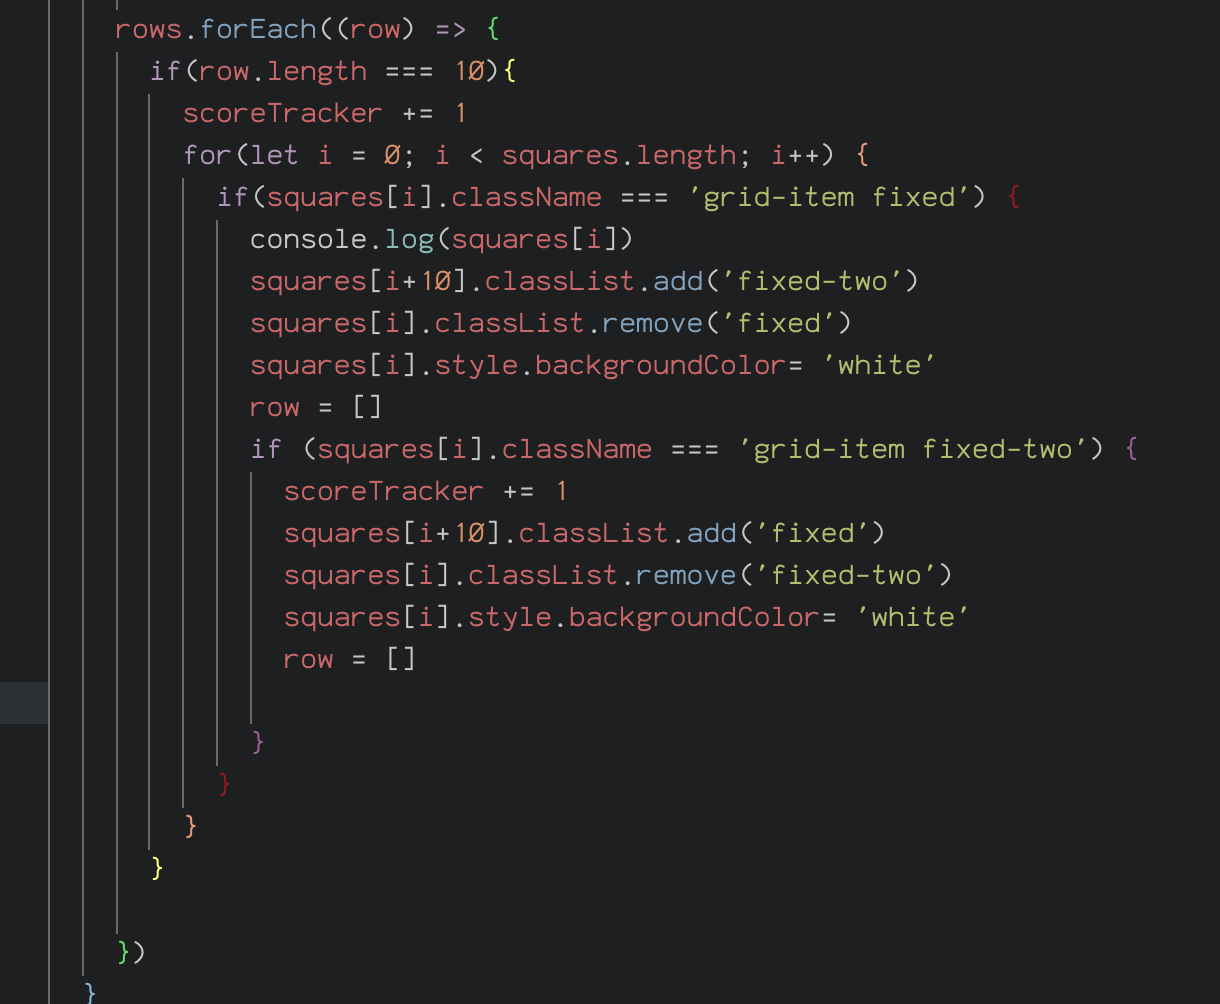 rows.forEach((row) => {
if(row.length === 10){
scoreTracker += 1
for(let i = 0; i < squares.length; i++) {
if(squares[i].className === 'grid-item fixed') {
console.log(squares[i])
squares[i+10].classList.add('fixed-two')
squares[i].classList.remove('fixed')
squares[i].style.backgroundColor= 'white'
row = []
if (squares[i].className === 'grid-item fixed-two') {
scoreTracker += 1
squares[i+10].classList.add('fixed')
squares[i].classList.remove('fixed-two')
squares[i].style.backgroundColor= 'white'
row = []
}
}
}
}
})
}